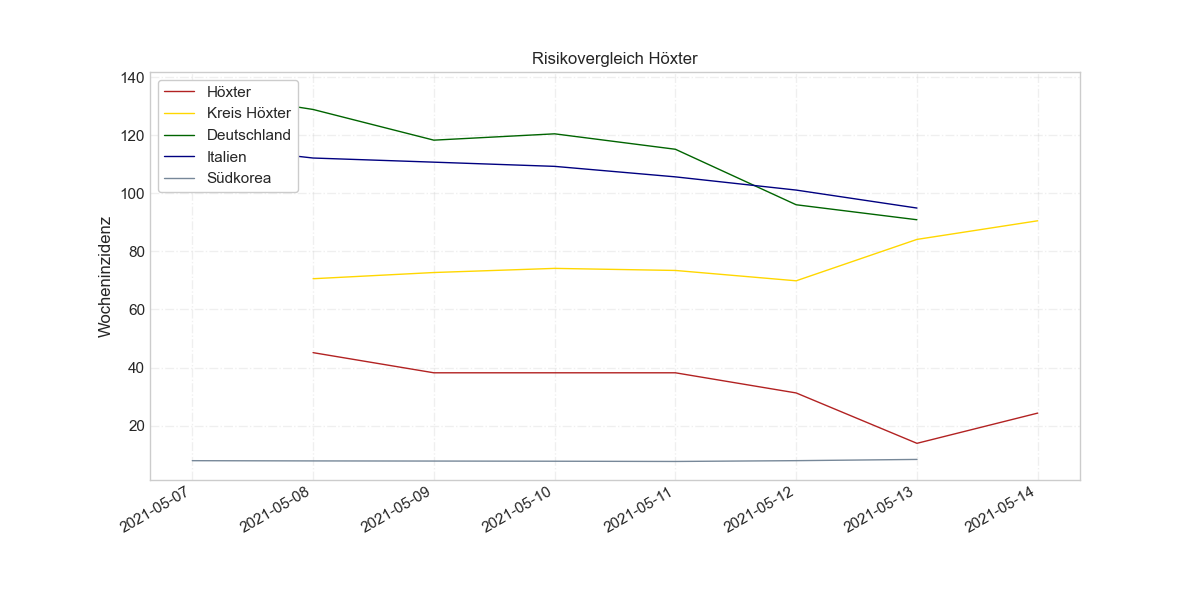 Risikovergleich Höxter
Höxter
Kreis Höxter
Deutschland
Italien
Südkorea
Wocheninzidenz
140
120
100
80
60
40
20
2021-05-07
2021-05-08
2021-05-09
2021-05-10
2021-05-11
2021-05-12
2021-05-13
2021-05-14